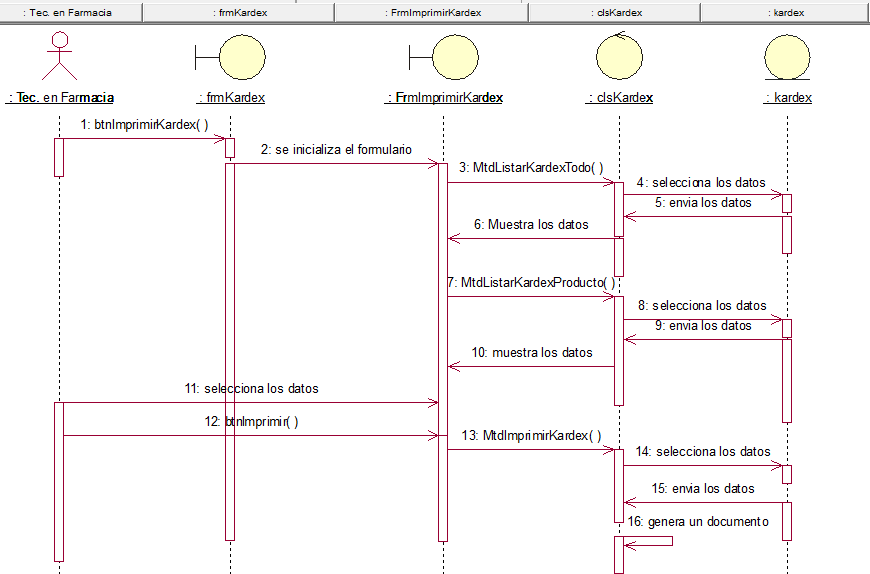 : Tec. en Farmacia
: frmKardex
: FrmImprimirKardex
: clsKardex
: kardex
: Tec. en Farmacia
: frmKardex
: FrmImprimirKardex
: clsKardex
: kardex
1: btnImprimirKardex( )
2: se inicializa el formulario
3: MtdListarKardexTodo( )
4: selecciona los datos
5: envia los datos
6: Muestra los datos
7: MtdListarKardexProducto( )
8: selecciona los datos
9: envia los datos
10: muestra los datos
11: selecciona los datos
12: btnImprimir( )
13: MtdImprimirKardex( )
14: selecciona los datos
15: envia los datos
16: genera un documento